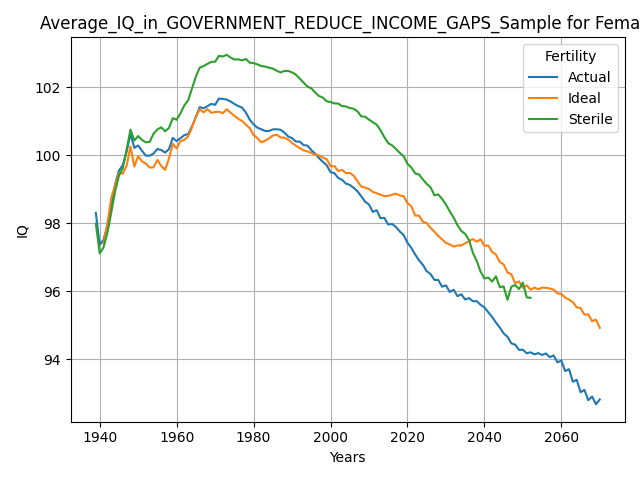 Average_IQ_in_GOVERNMENT_REDUCE_INCOME_GAPS_Sample for Fema
Fertility
Actual
Ideal
Sterile
IQ
102
100
98
96
94
1940 1960 1980 2000 2020 2040 2060
Years